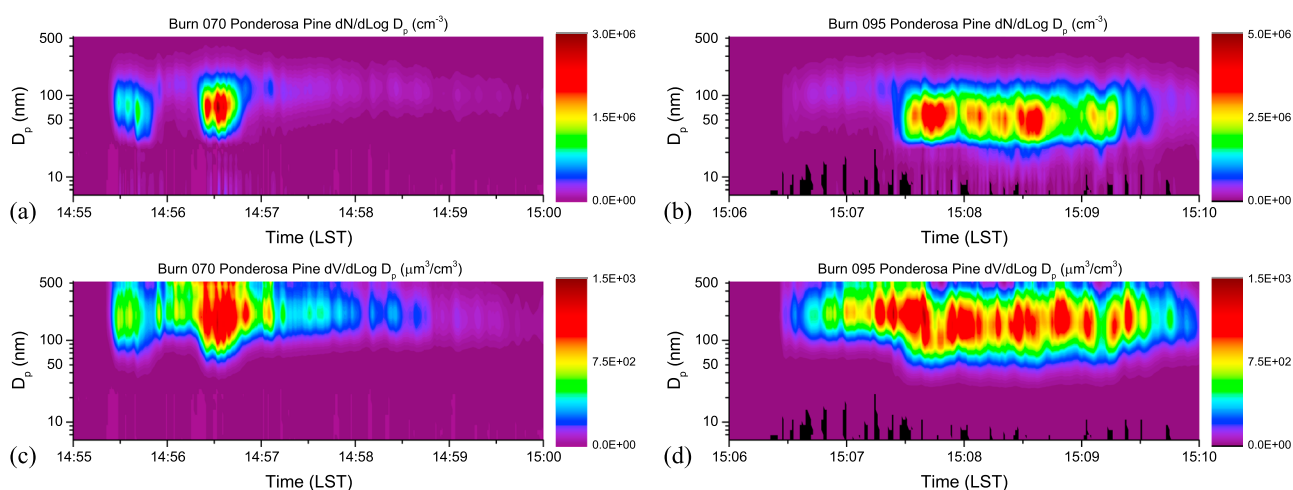 Burn 070 Ponderosa Pine dN/dLog Dp (cm-3)
500
100
50
10
Dp (nm)
3.0E+06
1.5E+06
0.0E+00
(a)
14:55 14:56 14:57 14:58 14:59 15:00
Time (LST)
Burn 095 Ponderosa Pine dN/dLog Dp (cm-3)
500
100
50
10
Dp (nm)
5.0E+06
2.5E+06
0.0E+00
(b)
15:06 15:07 15:08 15:09 15:10
Time (LST)
Burn 070 Ponderosa Pine dV/dLog Dp (μm3/cm3)
500
100
50
10
Dp (nm)
1.5E+03
7.5E+02
0.0E+00
(c)
14:55 14:56 14:57 14:58 14:59 15:00
Time (LST)
Burn 095 Ponderosa Pine dV/dLog Dp (μm3/cm3)
500
100
50
10
Dp (nm)
1.5E+03
7.5E+02
0.0E+00
(d)
15:06 15:07 15:08 15:09 15:10
Time (LST)